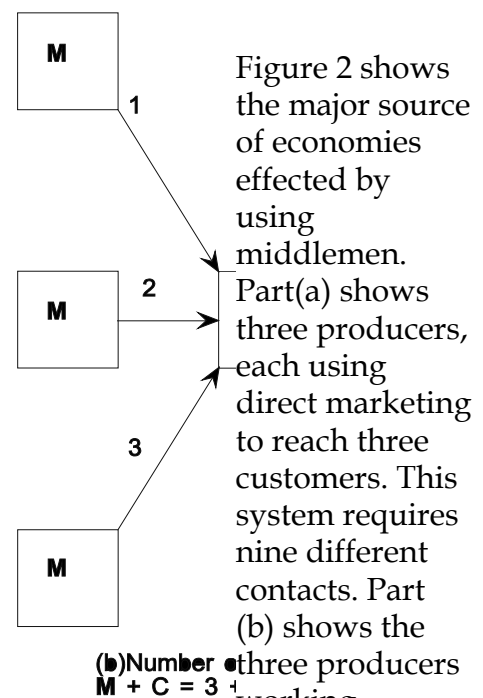 M
1
Figure 2 shows
the major source
of economies
effected by
using
middlemen.
2
M
Part(a) shows
three producers,
each using
direct marketing
3
to reach three
customers. This
system requires
nine different
M
contacts. Part
(b) shows the
three producers
(b)Number
M + C = 3